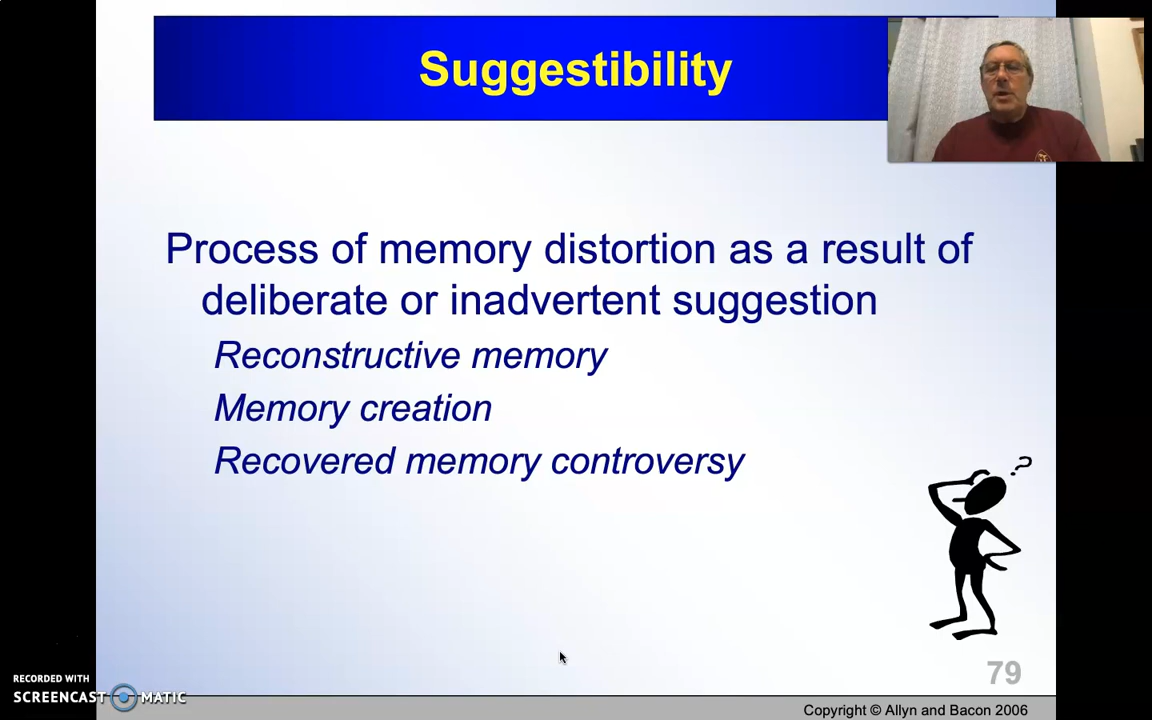 Suggestibility
Process of memory distortion as a result of
deliberate or inadvertent suggestion
Reconstructive memory
Memory creation
Recovered memory controversy
?
79
RECORDED WITH
SCREENCAST MATIC
Copyright © Allyn and Bacon 2006